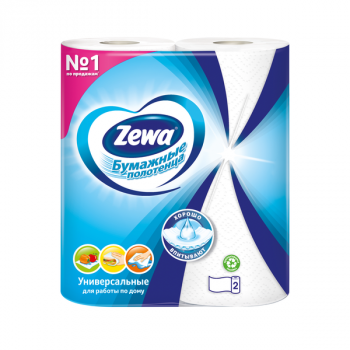 №1
по продажам*
Zewa
Бумажные
полотенца
ХОРОШО
ВПИТЫВАЮТ
Универсальные
для работы по дому
2